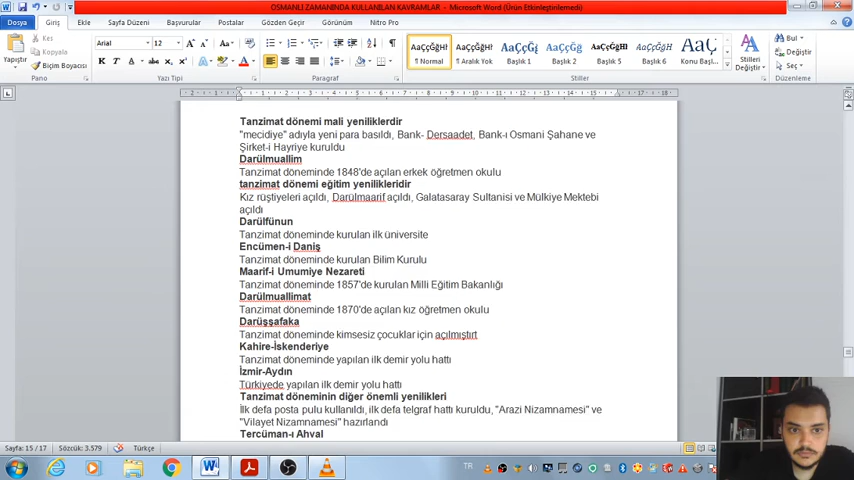 OSMANLI ZAMANINDA KULLANILAN KAVRAMLAR - Microsoft Word (Ürün Etkinleştirilemedi)
Dosya Giriş Ekle Sayfa Düzeni Başvurular Postalar Gözden Geçir Görünüm Nitro Pro
Yapıştır
Kes
Kopyala
Biçim Boyacısı
Pano
Arial 12
Yazı Tipi
Paragraf
AaÇçĞğHl AaÇçĞğHl AaÇçĞğ AaÇçĞğ AaÇçĞğHl AaÇçĞğH AaÇ
¶ Normal ¶ Aralık Yok Başlık 1 Başlık 2 Başlık 5 Başlık 6 Konu Başl...
Stilleri Değiştir
Stiller
Bul
Değiştir
Seç
Düzenleme
Tanzimat dönemi mali yeniliklerdir
"mecidiye" adıyla yeni para basıldı, Bank- Dersaadet, Bank-ı Osmani Şahane ve
Şirket-i Hayriye kuruldu
Darülmuallim
Tanzimat döneminde 1848'de açılan erkek öğretmen okulu
tanzimat dönemi eğitim yenilikleridir
Kız rüştiyeleri açıldı, Darülmaarif açıldı, Galatasaray Sultanisi ve Mülkiye Mektebi
açıldı
Darülfünun
Tanzimat döneminde kurulan ilk üniversite
Encümen-i Daniş
Tanzimat döneminde kurulan Bilim Kurulu
Maarif-i Umumiye Nezareti
Tanzimat döneminde 1857'de kurulan Milli Eğitim Bakanlığı
Darülmuallimat
Tanzimat döneminde 1870'de açılan kız öğretmen okulu
Darüşşafaka
Tanzimat döneminde kimsesiz çocuklar için açılmıştırt
Kahire-İskenderiye
Tanzimat döneminde yapılan ilk demir yolu hattı
İzmir-Aydın
Türkiyede yapılan ilk demir yolu hattı
Tanzimat döneminin diğer önemli yenilikleri
İlk defa posta pulu kullanıldı, ilk defa telgraf hattı kuruldu, "Arazi Nizamnamesi" ve
"Vilayet Nizamnamesi" hazırlandı
Tercüman-ı Ahval
Sayfa: 15 / 17 Sözcük: 3.579 Türkçe
TR